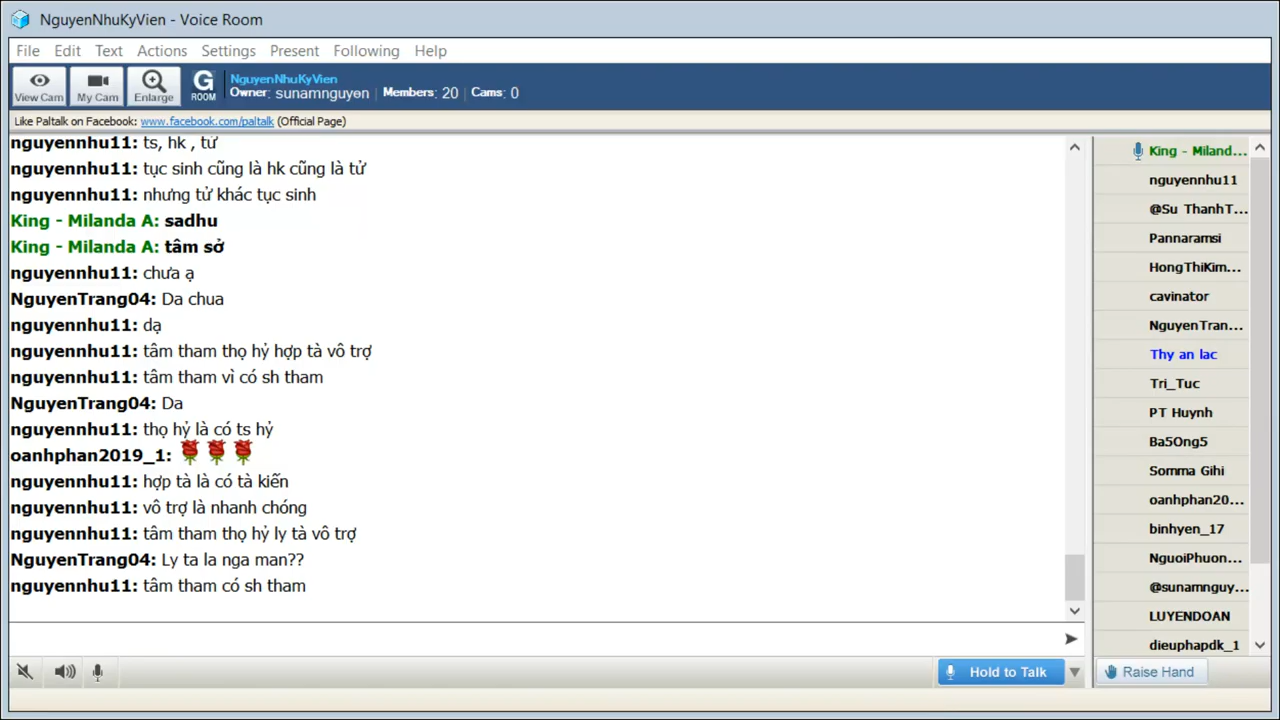 NguyenNhuKyVien - Voice Room
File Edit Text Actions Settings Present Following Help
View Cam My Cam Enlarge G ROOM
NguyenNhuKyVien
Owner: sunamnguyen | Members: 20 | Cams: 0
Like Paltalk on Facebook: www.facebook.com/paltalk (Official Page)
nguyennhu11: ts, hk , tử
nguyennhu11: tục sinh cũng là hk cũng là tử
nguyennhu11: nhưng tử khác tục sinh
King - Milanda A: sadhu
King - Milanda A: tâm sở
nguyennhu11: chưa ạ
NguyenTrang04: Da chua
nguyennhu11: dạ
nguyennhu11: tâm tham thọ hỷ hợp tà vô trợ
nguyennhu11: tâm tham vì có sh tham
NguyenTrang04: Da
nguyennhu11: thọ hỷ là có ts hỷ
oanhphan2019_1:
nguyennhu11: hợp tà là có tà kiến
nguyennhu11: vô trợ là nhanh chóng
nguyennhu11: tâm tham thọ hỷ ly tà vô trợ
NguyenTrang04: Ly ta la nga man??
nguyennhu11: tâm tham có sh tham
King - Miland...
nguyennhu11
@Su ThanhT...
Pannaramsi
HongThiKim...
cavinator
NguyenTran...
Thy an lac
Tri_Tuc
PT Huynh
Ba5Ong5
Somma Gihi
oanhphan20...
binhyen_17
NguoiPhuon...
@sunamnguy...
LUYENDOAN
dieuphapdk_1
Hold to Talk
Raise Hand